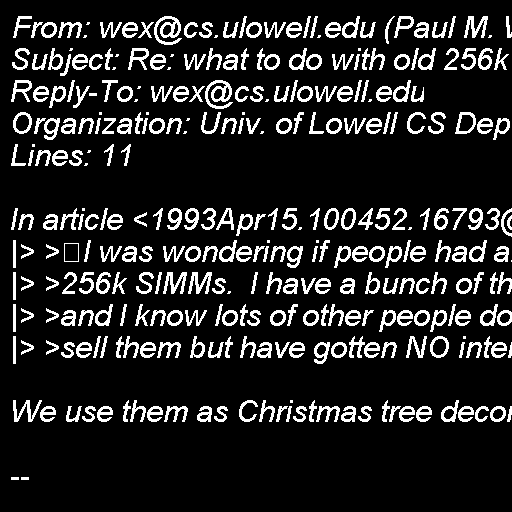 From: wex@cs.ulowell.edu (Paul M.
Subject: Re: what to do with old 256k
Reply-To: wex@cs.ulowell.edu
Organization: Univ. of Lowell CS Dep
Lines: 11
In article <1993Apr15.100452.16793@
|> >I was wondering if people had a
|> >256k SIMMs.  I have a bunch of th
|> >and I know lots of other people do
|> >sell them but have gotten NO inte
We use them as Christmas tree deco
--